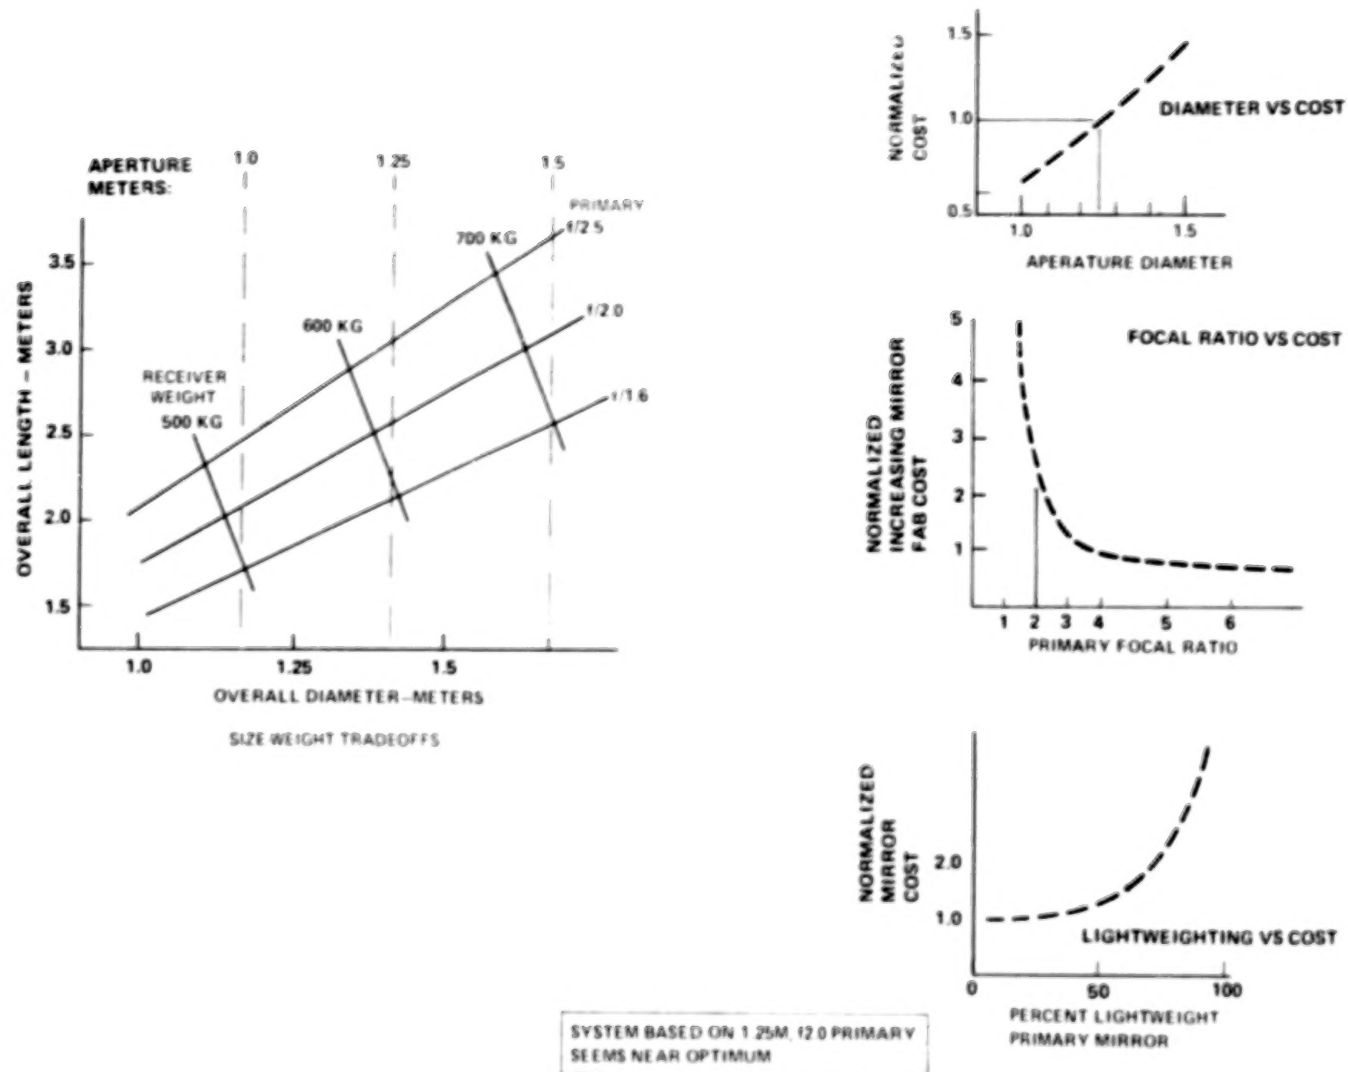 APERTURE
METERS:
1.0
1.25
1.5
PRIMARY
f/2.5
f/2.0
f/1.6
700 KG
600 KG
RECEIVER
WEIGHT
500 KG
OVERALL LENGTH – METERS
3.5
3.0
2.5
2.0
1.5
1.0
1.25
1.5
OVERALL DIAMETER–METERS
SIZE-WEIGHT TRADEOFFS
NORMALIZED
COST
1.5
1.0
0.5
DIAMETER VS COST
1.0
1.5
APERATURE DIAMETER
NORMALIZED
INCREASING MIRROR
FAB COST
5
4
3
2
1
FOCAL RATIO VS COST
1 2 3 4 5 6
PRIMARY FOCAL RATIO
NORMALIZED
MIRROR
COST
2.0
1.0
LIGHTWEIGHTING VS COST
0 50 100
PERCENT LIGHTWEIGHT
PRIMARY MIRROR
SYSTEM BASED ON 1.25M, f2.0 PRIMARY
SEEMS NEAR OPTIMUM